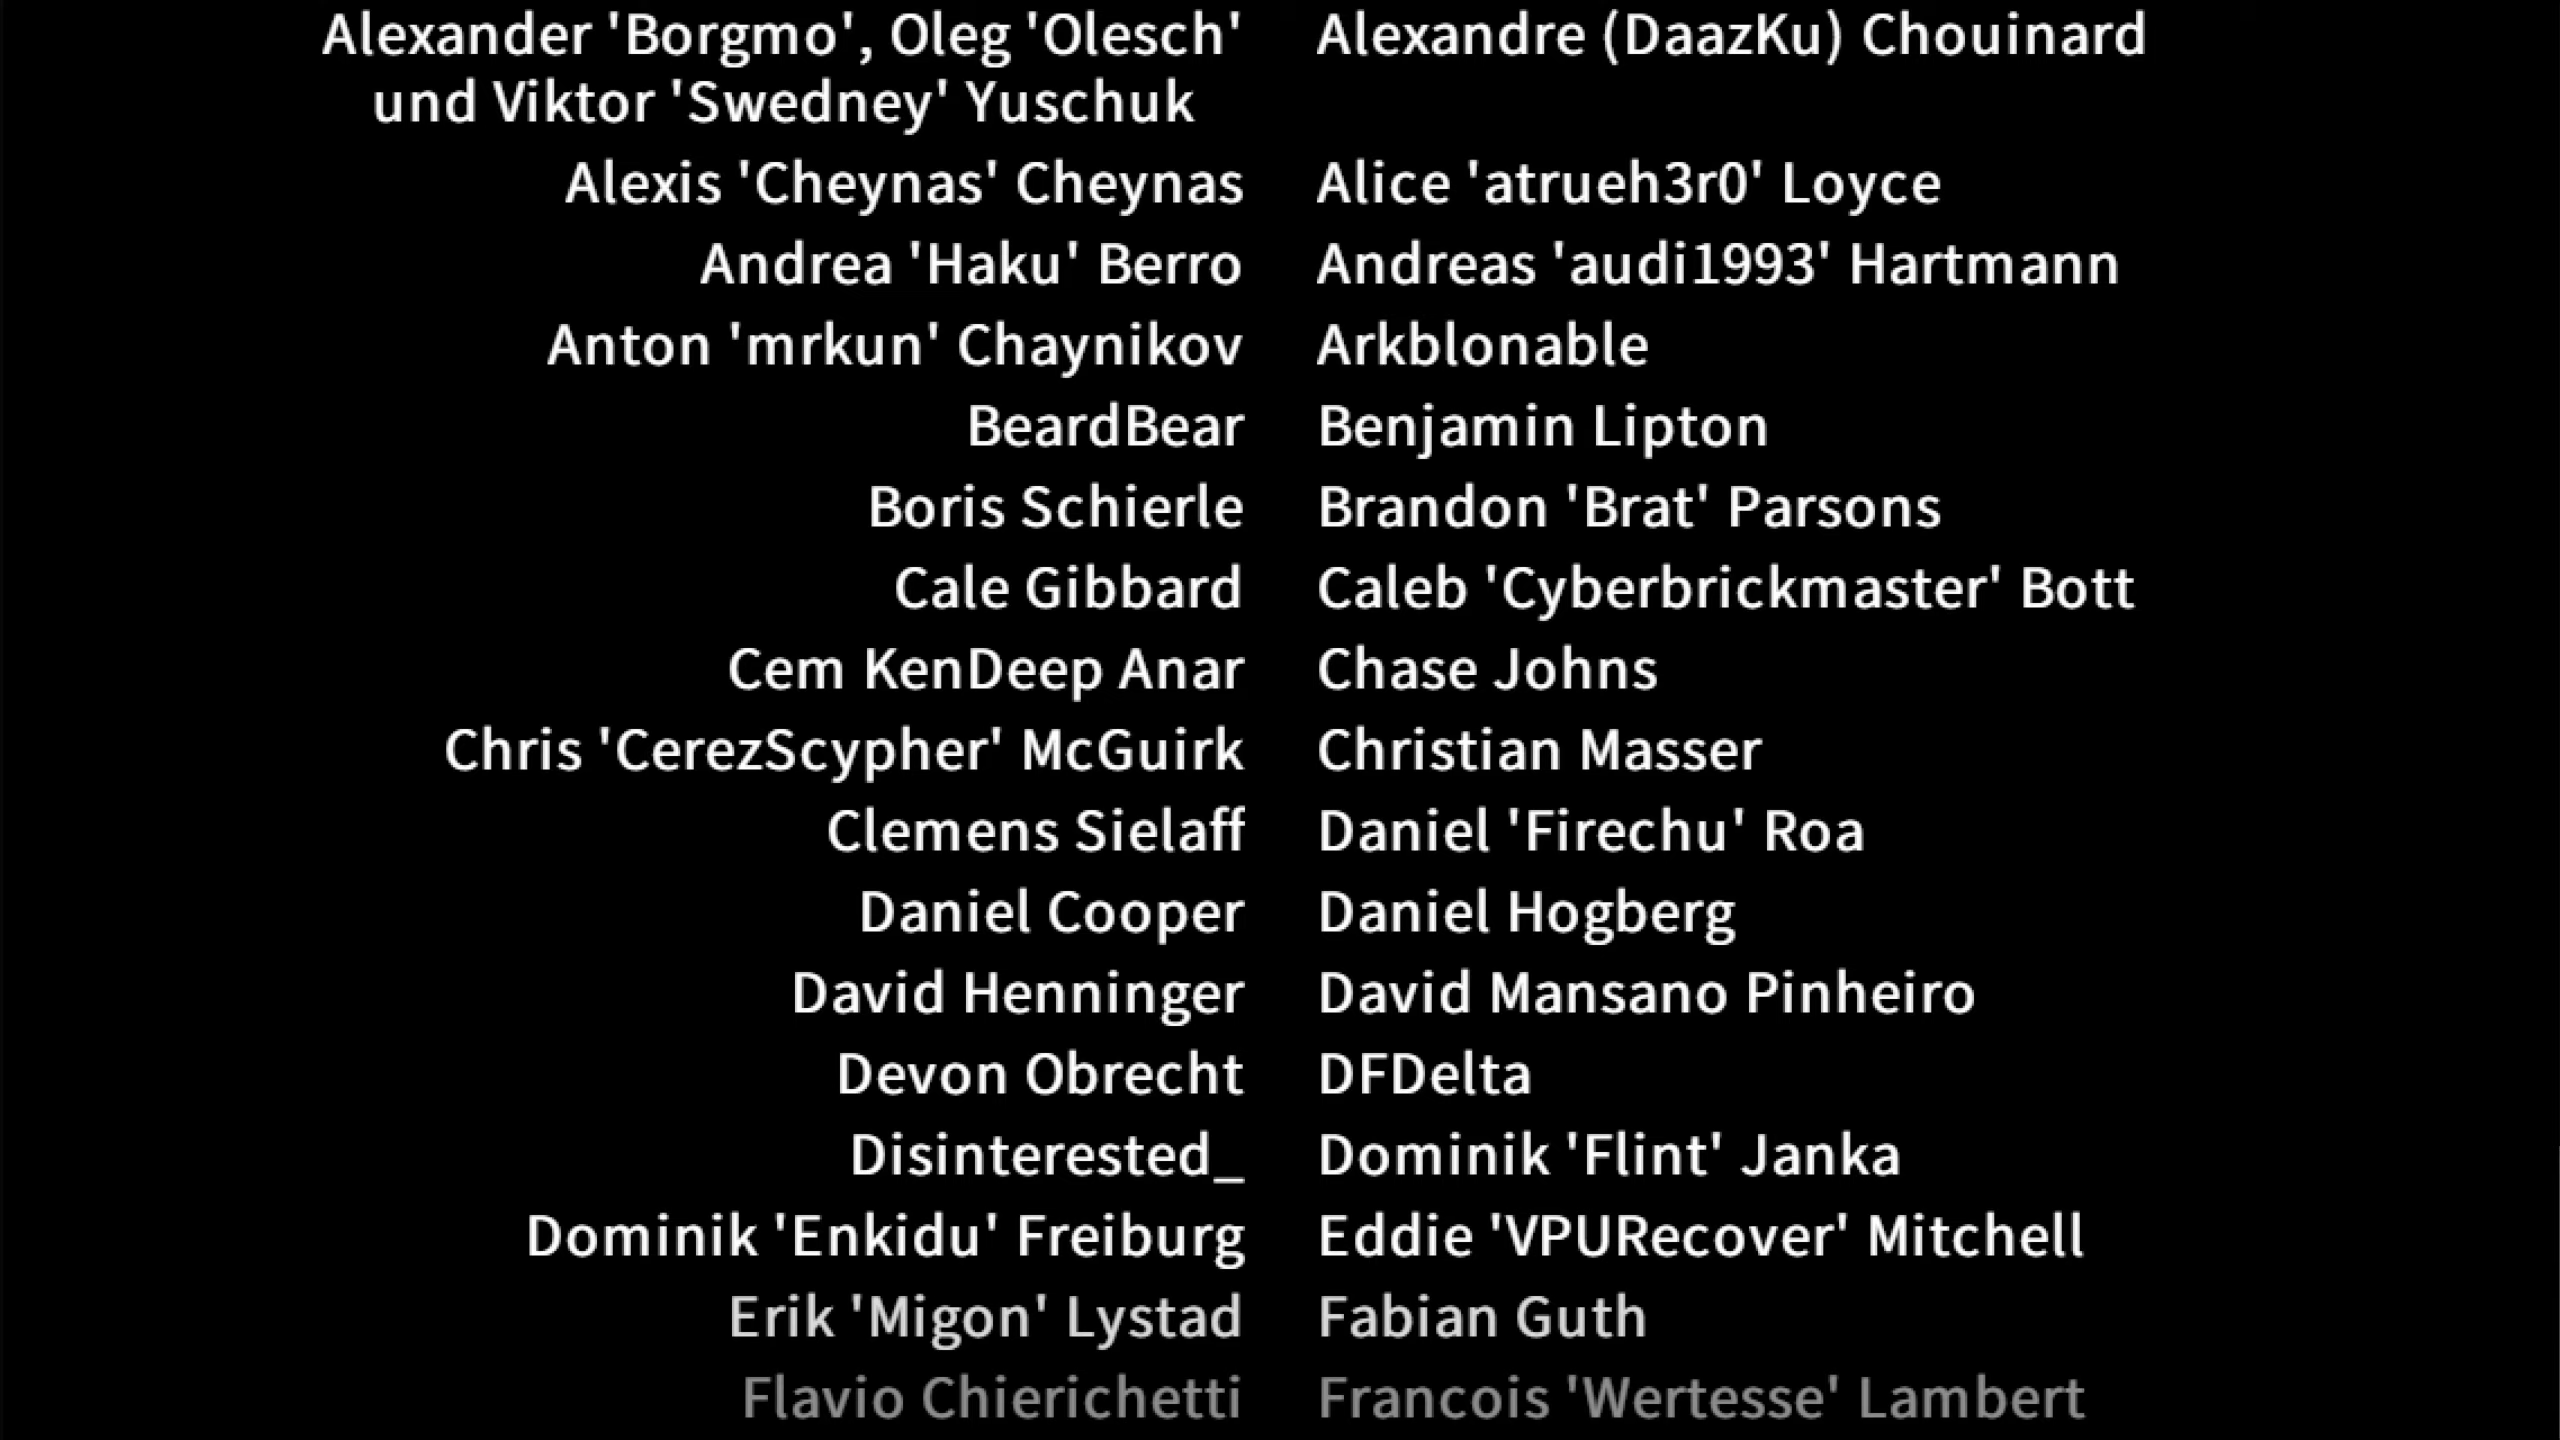 Alexander 'Borgmo', Oleg 'Olesch' Alexandre (DaazKu) Chouinard
und Viktor 'Swedney' Yuschuk
Alexis 'Cheynas' Cheynas Alice 'atrueh3r0' Loyce
Andrea 'Haku' Berro Andreas 'audi1993' Hartmann
Anton 'mrkun' Chaynikov Arkblonable
BeardBear Benjamin Lipton
Boris Schierle Brandon 'Brat' Parsons
Cale Gibbard Caleb 'Cyberbrickmaster' Bott
Cem KenDeep Anar Chase Johns
Chris 'CerezScypher' McGuirk Christian Masser
Clemens Sielaff Daniel 'Firechu' Roa
Daniel Cooper Daniel Hogberg
David Henninger David Mansano Pinheiro
Devon Obrecht DFDelta
Disinterested_ Dominik 'Flint' Janka
Dominik 'Enkidu' Freiburg Eddie 'VPURecover' Mitchell
Erik 'Migon' Lystad Fabian Guth
Flavio Chierichetti Francois 'Wertesse' Lambert